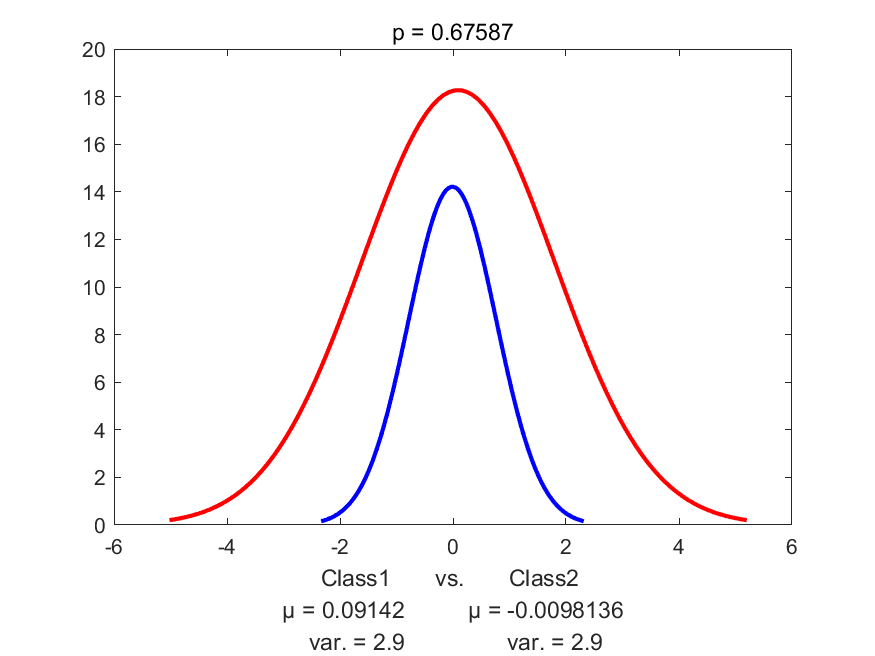 p = 0.67587
20
18
16
14
12
10
8
6
4
2
0
-6 -4 -2 0 2 4 6
Class1 vs. Class2
μ = 0.09142 μ = -0.0098136
var. = 2.9 var. = 2.9